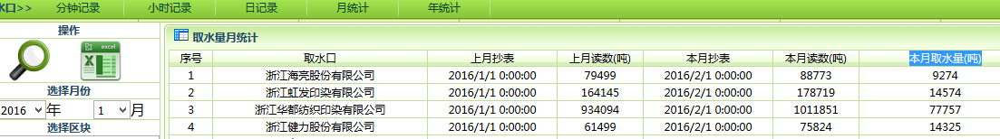 水口>> 分钟记录 小时记录 日记录 月统计 年统计
操作
excel
选择月份
2016 年 1 月
选择区块
取水量月统计
序号 取水口 上月抄表 上月读数(吨) 本月抄表 本月读数(吨) 本月取水量(吨)
1 浙江海亮股份有限公司 2016/1/1 0:00:00 79499 2016/2/1 0:00:00 88773 9274
2 浙江虹发印染有限公司 2016/1/1 0:00:00 164145 2016/2/1 0:00:00 178719 14574
3 浙江华都纺织印染有限公司 2016/1/1 0:00:00 934094 2016/2/1 0:00:00 1011851 77757
4 浙江健力股份有限公司 2016/1/1 0:00:00 61499 2016/2/1 0:00:00 75824 14325